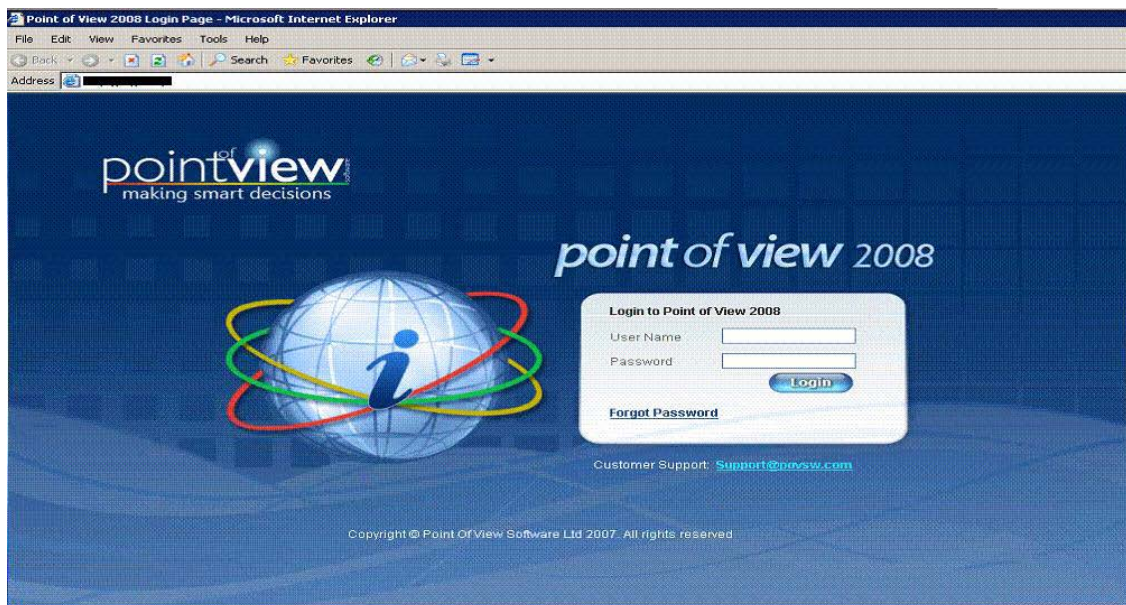 Point of View 2008 Login Page - Microsoft Internet Explorer
File Edit View Favorites Tools Help
Back Search Favorites
Address
pointofview
making smart decisions
point of view 2008
Login to Point of View 2008
User Name
Password
Login
Forgot Password
Customer Support: Support@povsw.com
Copyright © Point Of View Software Ltd 2007. All rights reserved